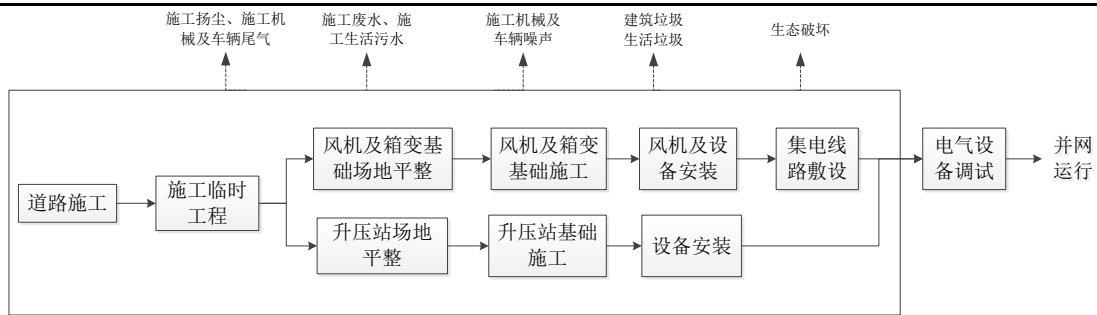 施工扬尘、施工机
械及车辆尾气
施工废水、施
工生活污水
施工机械及
车辆噪声
建筑垃圾
生活垃圾
生态破坏
道路施工
施工临时
工程
风机及箱变基
础场地平整
风机及箱变
基础施工
风机及设
备安装
集电线
路敷设
升压站场地
平整
升压站基础
施工
设备安装
电气设
备调试
并网
运行